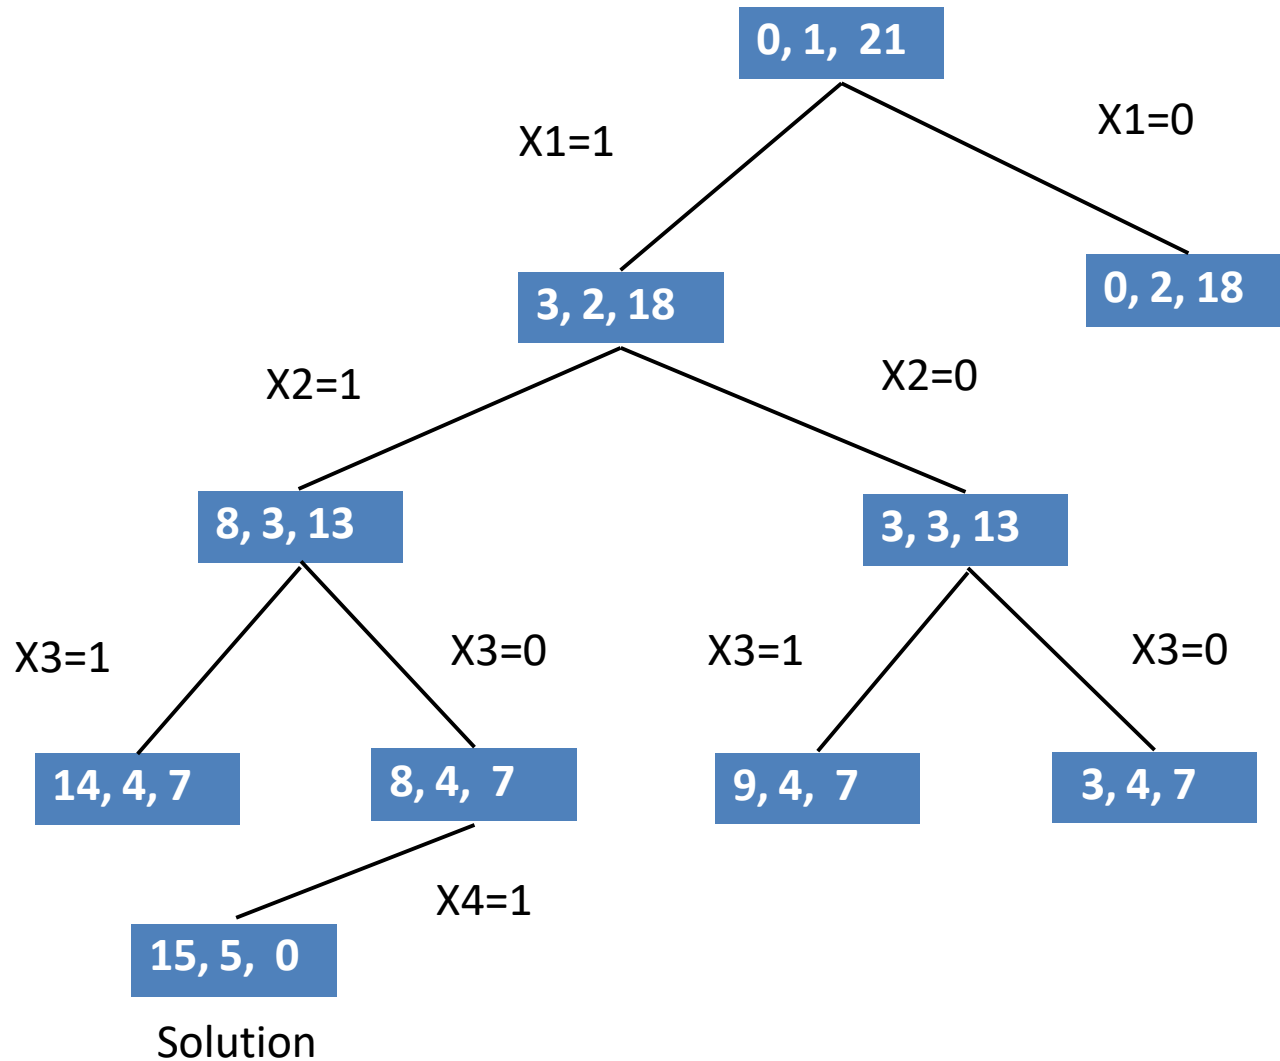 0, 1, 21
X1=1
X1=0
3, 2, 18
0, 2, 18
X2=1
X2=0
8, 3, 13
3, 3, 13
X3=1
X3=0
X3=1
X3=0
14, 4, 7
8, 4, 7
9, 4, 7
3, 4, 7
X4=1
15, 5, 0
Solution